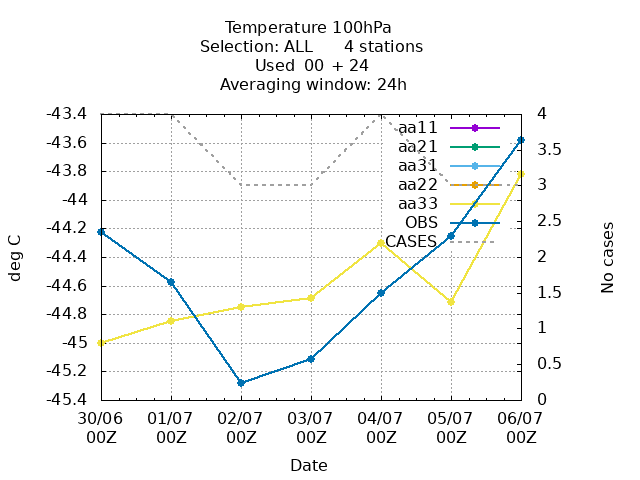 Temperature 100hPa
Selection: ALL      4 stations
Used  00 + 24
Averaging window: 24h
-43.4
-43.6
-43.8
-44
-44.2
-44.4
-44.6
-44.8
-45
-45.2
-45.4
deg C
aa11
aa21
aa31
aa22
aa33
OBS
CASES
4
3.5
3
2.5
2
1.5
1
0.5
0
No cases
30/06 01/07 02/07 03/07 04/07 05/07 06/07
00Z 00Z 00Z 00Z 00Z 00Z 00Z
Date